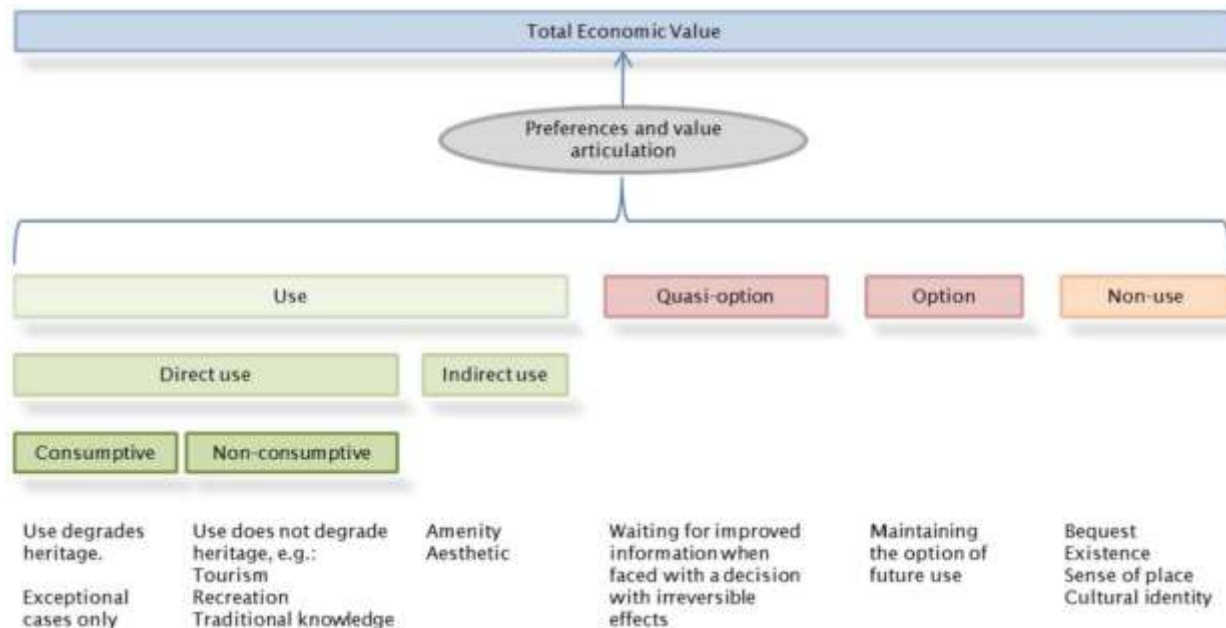 Total Economic Value
Preferences and value
articulation
Use
Quasi-option
Option
Non-use
Direct use
Indirect use
Consumptive
Non-consumptive
Use degrades
heritage.
Exceptional
cases only
Use does not degrade
heritage, e.g.:
Tourism
Recreation
Traditional knowledge
Amenity
Aesthetic
Waiting for improved
information when
faced with a decision
with irreversible
effects
Maintaining
the option of
future use
Bequest
Existence
Sense of place
Cultural identity